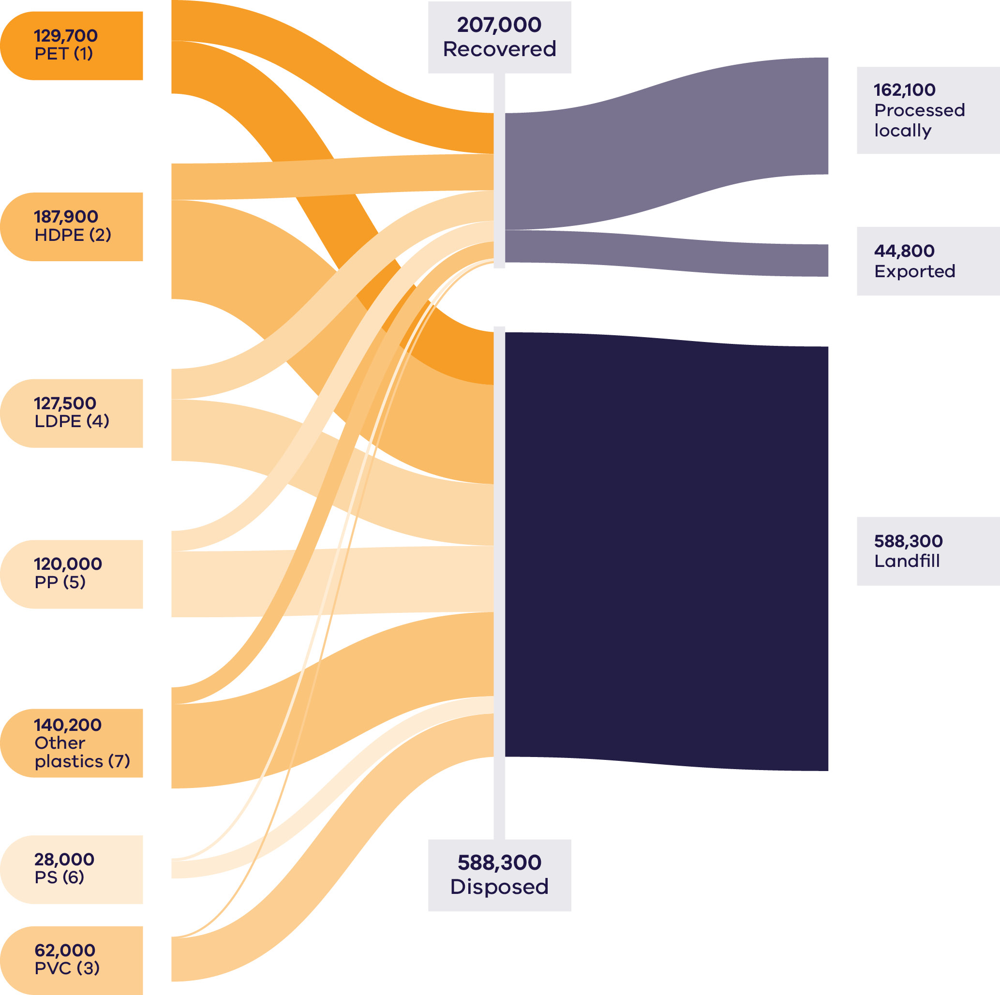 129,700
PET (1)
187,900
HDPE (2)
127,500
LDPE (4)
120,000
PP (5)
140,200
Other
plastics (7)
28,000
PS (6)
62,000
PVC (3)
207,000
Recovered
588,300
Disposed
162,100
Processed
locally
44,800
Exported
588,300
Landfill